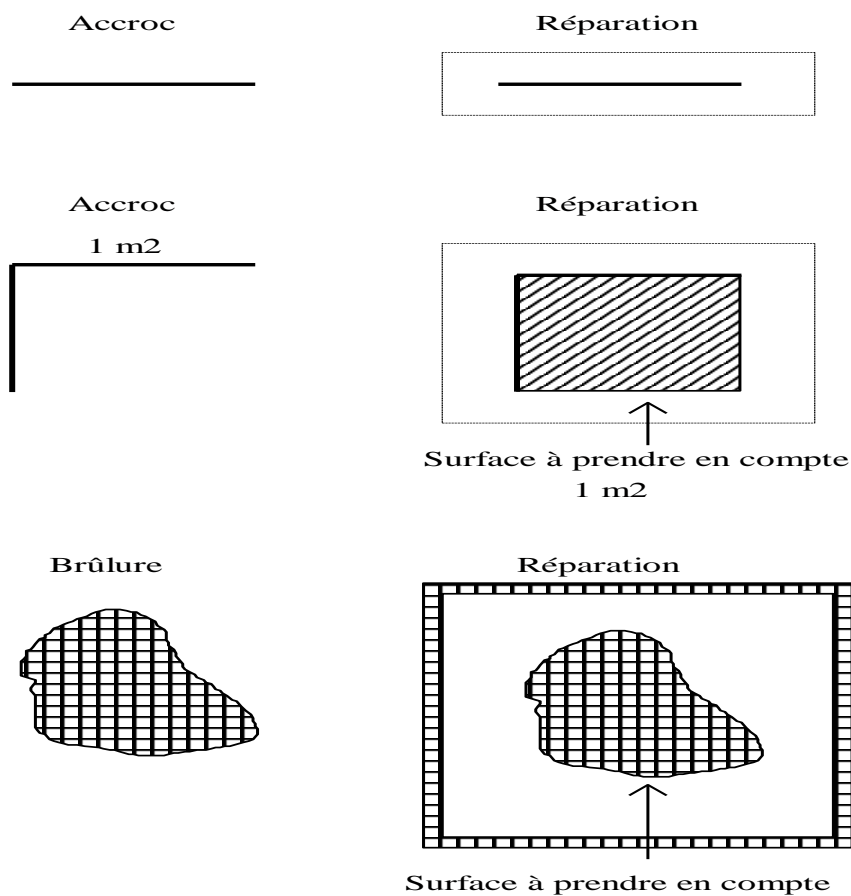 Accroc
Réparation
Accroc
Réparation
1 m2
Surface à prendre en compte
1 m2
Brûlure
Réparation
Surface à prendre en compte